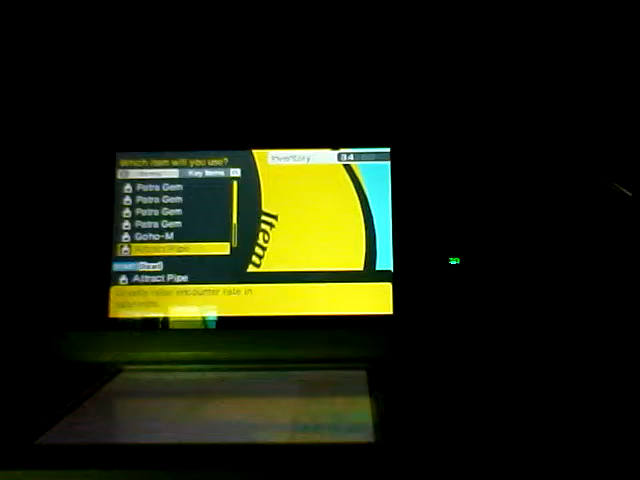 Which item will you use?
Inventory 34
Items Key Items
Patra Gem
Patra Gem
Patra Gem
Patra Gem
Goho-M
Attract Pipe
Item
Attract Pipe
encounter rate in